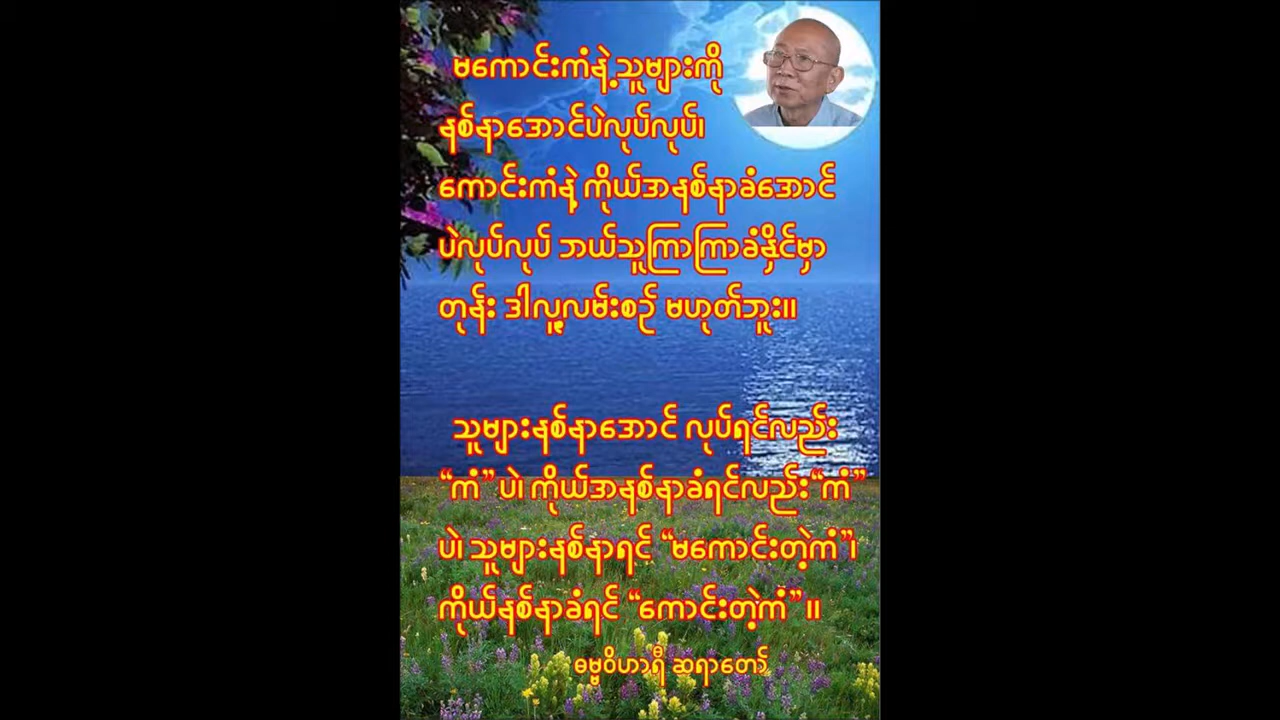 မကောင်းကံနဲ့သူများကို
နစ်နာအောင်ပဲလုပ်လုပ်၊
ကောင်းကံနဲ့ ကိုယ်အနစ်နာခံအောင်
ပဲလုပ်လုပ် ဘယ်သူကြာကြာခံနိုင်မှာ
တုန်း ဒါလူ့လမ်းစဉ် မဟုတ်ဘူး။
သူများနစ်နာအောင် လုပ်ရင်လည်း
“ကံ”ပဲ၊ ကိုယ်အနစ်နာခံရင်လည်း“ကံ”
ပဲ၊ သူများနစ်နာရင် “မကောင်းတဲ့ကံ”၊
ကိုယ်နစ်နာခံရင် “ကောင်းတဲ့ကံ”။
ဓမ္မဝိဟာရီ ဆရာတော်